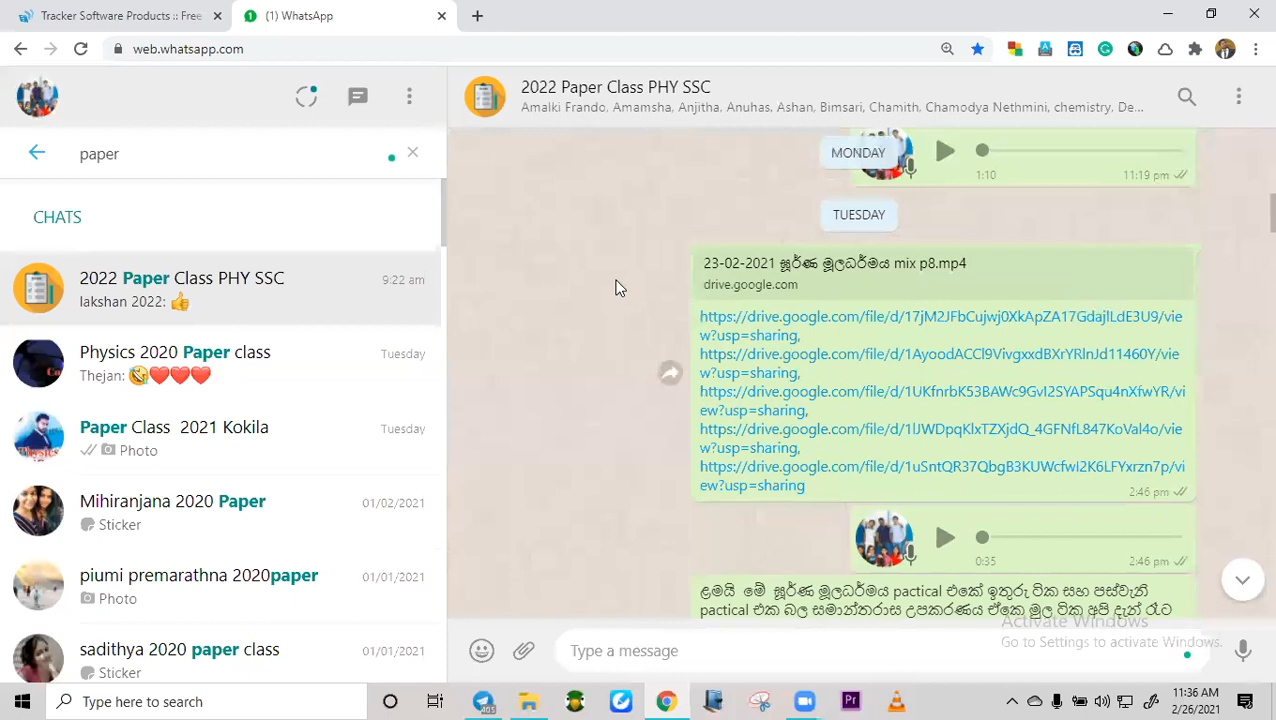 Tracker Software Products :: Free
(1) WhatsApp
web.whatsapp.com
2022 Paper Class PHY SSC
Amalki Frando, Amamsha, Anjitha, Anuhas, Ashan, Bimsari, Chamith, Chamodya Nethmini, chemistry, De...
paper
CHATS
2022 Paper Class PHY SSC
9:22 am
lakshan 2022: 👍
Physics 2020 Paper class
Tuesday
Thejan: 🤣❤️❤️❤️
Paper Class 2021 Kokila
Tuesday
Photo
Mihiranjana 2020 Paper
01/02/2021
Sticker
piumi premarathna 2020paper
01/01/2021
Photo
sadithya 2020 paper class
01/01/2021
Sticker
MONDAY
1:10
11:19 pm
TUESDAY
23-02-2021 ඝූර්ණ මූලධර්මය mix p8.mp4
drive.google.com
https://drive.google.com/file/d/17jM2JFbCujwj0XkApZA17GdajlLdE3U9/vie
w?usp=sharing,
https://drive.google.com/file/d/1AyoodACCl9VivgxxdBXrYRlnJd11460Y/vie
w?usp=sharing,
https://drive.google.com/file/d/1UKfnrbK53BAWc9GvI2SYAPSqu4nXfwYR/vi
ew?usp=sharing,
https://drive.google.com/file/d/1lJWDpqKlxTZXjdQ_4GFNfL847KoVal4o/vie
w?usp=sharing,
https://drive.google.com/file/d/1uSntQR37QbgB3KUWcfwI2K6LFYxrzn7p/vi
ew?usp=sharing
2:46 pm
0:35
2:46 pm
ළමයි මේ ඝූර්ණ මූලධර්මය pactical එකේ ඉතුරු ටික සහ පස්වැනි
pactical එක බල සමාන්තරාස උපකරණය ඒකෙ මුල ටික අපි දැන් රෑට
Activate Windows
Go to Settings to activate Windows.
Type a message
Type here to search
11:36 AM
2/26/2021